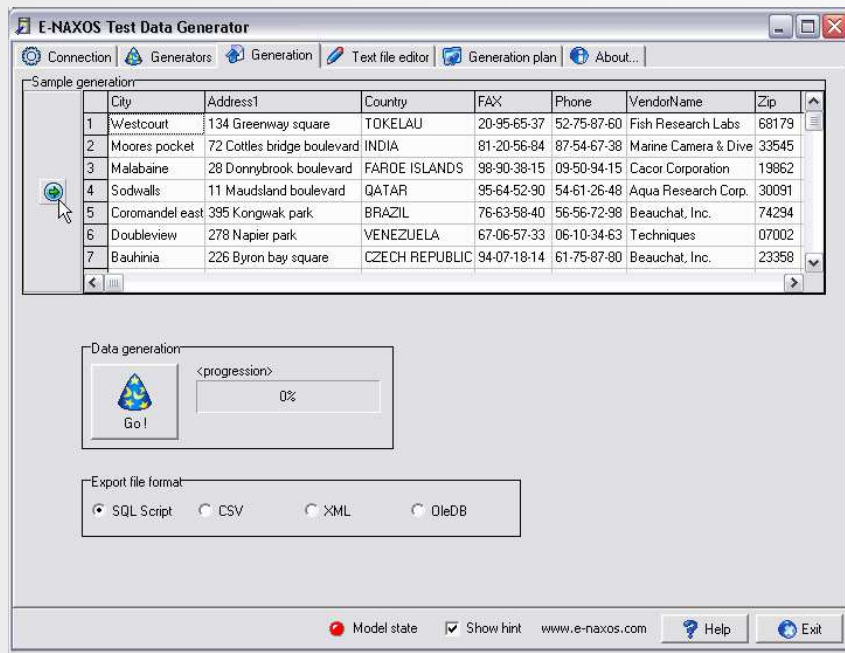 E-NAXOS Test Data Generator
Connection Generators Generation Text file editor Generation plan About...
Sample generation
City Address1 Country FAX Phone VendorName Zip
1 Westcourt 134 Greenway square TOKELAU 20-95-65-37 52-75-87-60 Fish Research Labs 68179
2 Moores pocket 72 Cottles bridge boulevard INDIA 81-20-56-84 87-54-67-38 Marine Camera & Dive 33545
3 Malabaine 28 Donnybrook boulevard FAROE ISLANDS 98-90-38-15 09-50-94-15 Cacor Corporation 19862
4 Sodwalls 11 Maudsland boulevard QATAR 95-64-52-90 54-61-26-48 Aqua Research Corp. 30091
5 Coromandel east 395 Kongwak park BRAZIL 76-63-58-40 56-56-72-98 Beauchat, Inc. 74294
6 Doubleview 278 Napier park VENEZUELA 67-06-57-33 06-10-34-63 Techniques 07002
7 Bauhinia 226 Byron bay square CZECH REPUBLIC 94-07-18-14 61-75-87-80 Beauchat, Inc. 23358
Data generation
<progression>
0%
Go !
Export file format
SQL Script CSV XML OleDB
Model state Show hint www.e-naxos.com Help Exit